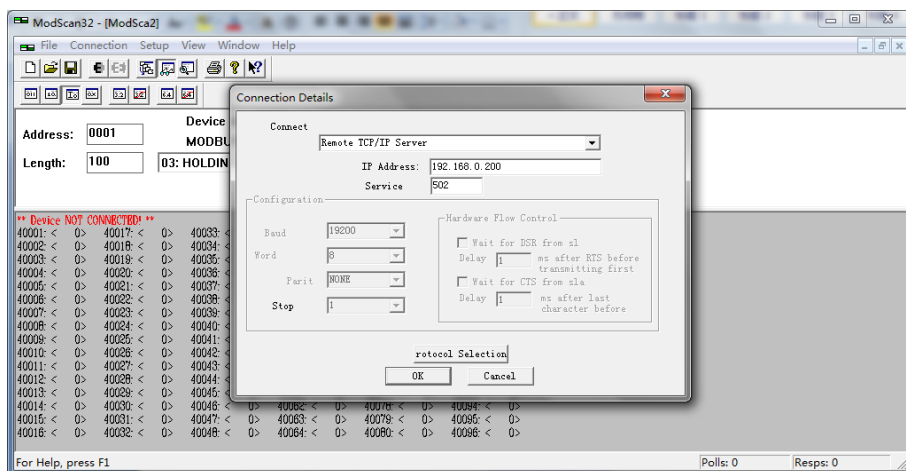 ModScan32 - [ModSca2]
File Connection Setup View Window Help
Device
Address: 0001
MODBU
Length: 100 03: HOLDIN
** Device NOT CONNECTED! **
40001: < 0> 40017: < 0> 40033: <
40002: < 0> 40018: < 0> 40034: <
40003: < 0> 40019: < 0> 40035: <
40004: < 0> 40020: < 0> 40036: <
40005: < 0> 40021: < 0> 40037: <
40006: < 0> 40022: < 0> 40038: <
40007: < 0> 40023: < 0> 40039: <
40008: < 0> 40024: < 0> 40040: <
40009: < 0> 40025: < 0> 40041: <
40010: < 0> 40026: < 0> 40042: <
40011: < 0> 40027: < 0> 40043: <
40012: < 0> 40028: < 0> 40044: <
40013: < 0> 40029: < 0> 40045: <
40014: < 0> 40030: < 0> 40046: < 0> 40062: < 0> 40078: < 0> 40094: < 0>
40015: < 0> 40031: < 0> 40047: < 0> 40063: < 0> 40079: < 0> 40095: < 0>
40016: < 0> 40032: < 0> 40048: < 0> 40064: < 0> 40080: < 0> 40096: < 0>
Connection Details
Connect
Remote TCP/IP Server
IP Address: 192.168.0.200
Service 502
Configuration
Baud 19200
Word 8
Parit NONE
Stop 1
Hardware Flow Control
Wait for DSR from sl
Delay 1 ms after RTS before
transmitting first
Wait for CTS from sla
Delay 1 ms after last
character before
rotocol Selection
OK Cancel
For Help, press F1 Polls: 0 Resps: 0